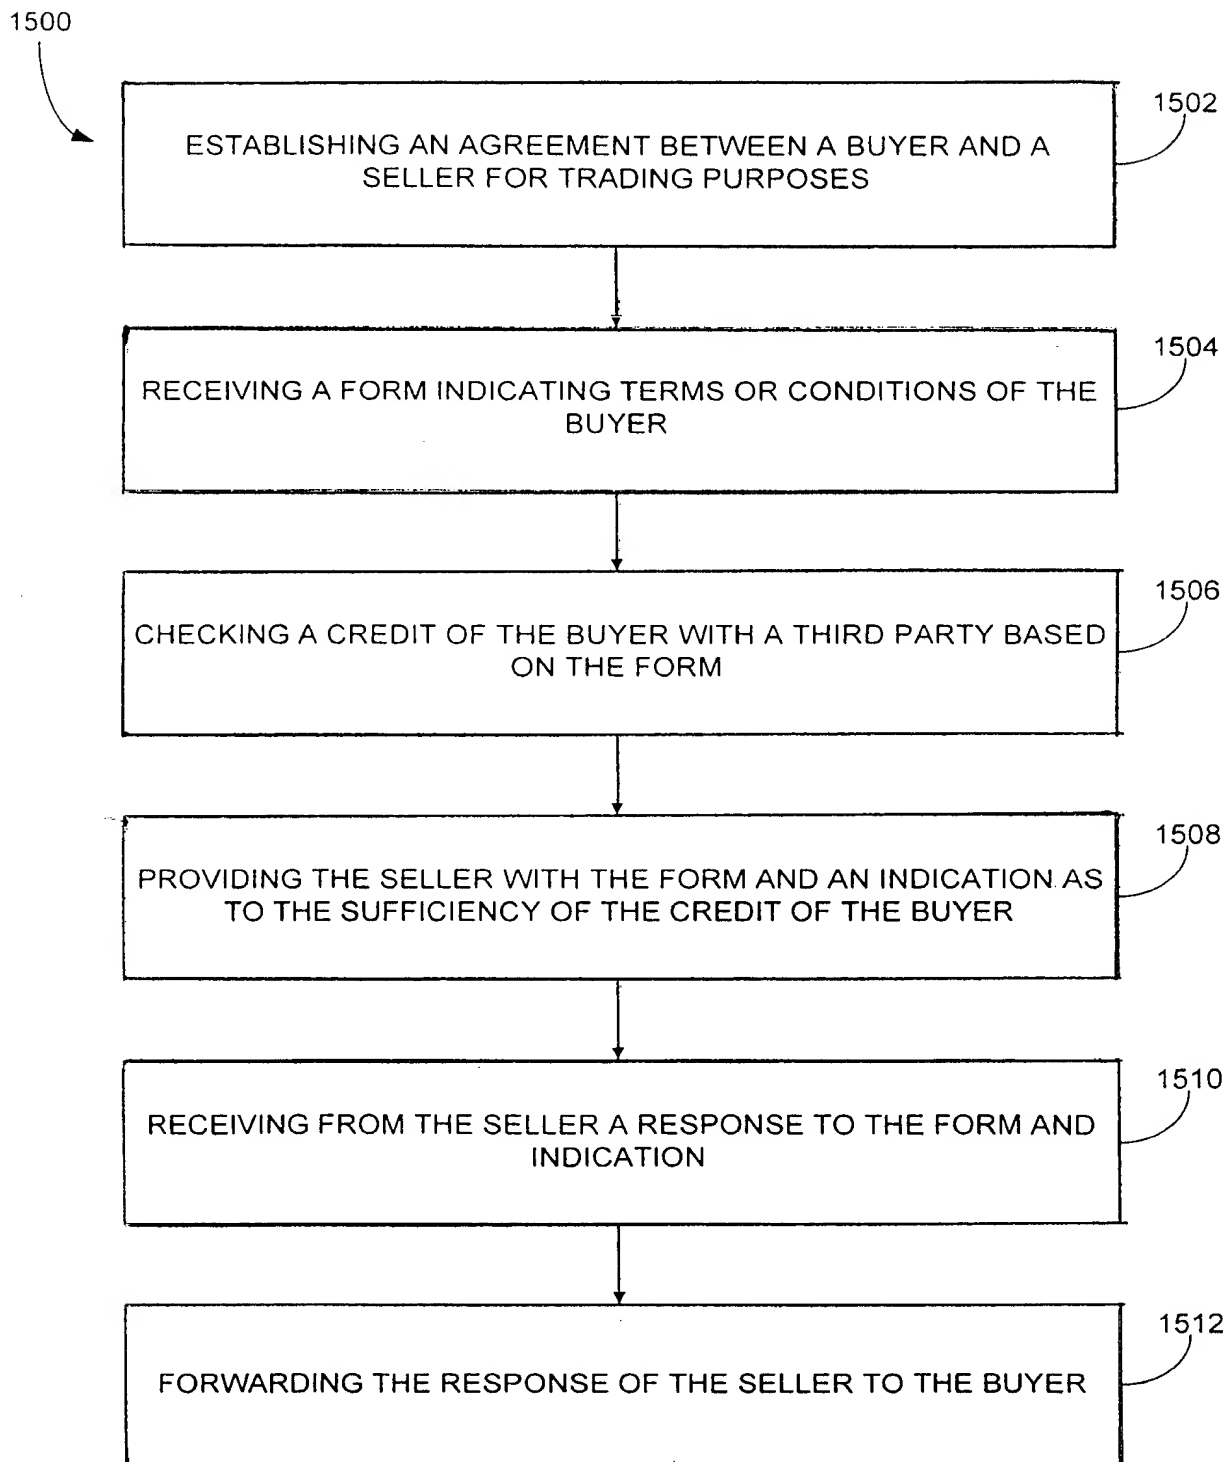 1500
1502
ESTABLISHING AN AGREEMENT BETWEEN A BUYER AND A
SELLER FOR TRADING PURPOSES
1504
RECEIVING A FORM INDICATING TERMS OR CONDITIONS OF THE
BUYER
1506
CHECKING A CREDIT OF THE BUYER WITH A THIRD PARTY BASED
ON THE FORM
1508
PROVIDING THE SELLER WITH THE FORM AND AN INDICATION AS
TO THE SUFFICIENCY OF THE CREDIT OF THE BUYER
1510
RECEIVING FROM THE SELLER A RESPONSE TO THE FORM AND
INDICATION
1512
FORWARDING THE RESPONSE OF THE SELLER TO THE BUYER